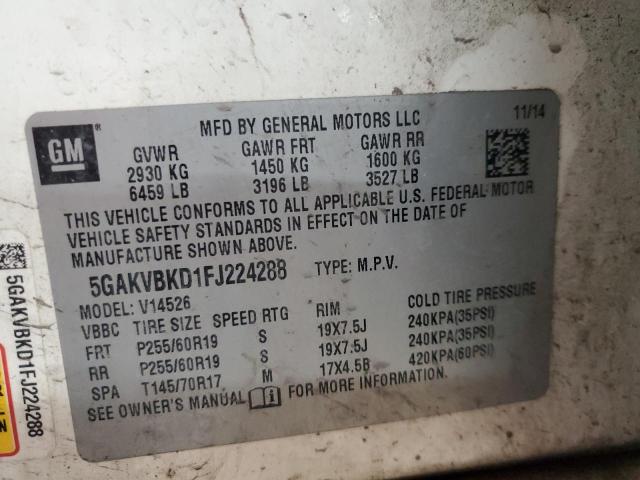 GM®
MFD BY GENERAL MOTORS LLC
11/14
GVWR GAWR FRT GAWR RR
2930 KG 1450 KG 1600 KG
6459 LB 3196 LB 3527 LB
THIS VEHICLE CONFORMS TO ALL APPLICABLE U.S. FEDERAL MOTOR
VEHICLE SAFETY STANDARDS IN EFFECT ON THE DATE OF
MANUFACTURE SHOWN ABOVE.
5GAKVBKD1FJ224288 TYPE: M.P.V.
MODEL: V14526
VBBC TIRE SIZE SPEED RTG RIM COLD TIRE PRESSURE
FRT P255/60R19 S 19X7.5J 240KPA(35PSI)
RR P255/60R19 S 19X7.5J 240KPA(35PSI)
SPA T145/70R17 M 17X4.5B 420KPA(60PSI)
SEE OWNER'S MANUAL FOR MORE INFORMATION.
5GAKVBKD1FJ224288